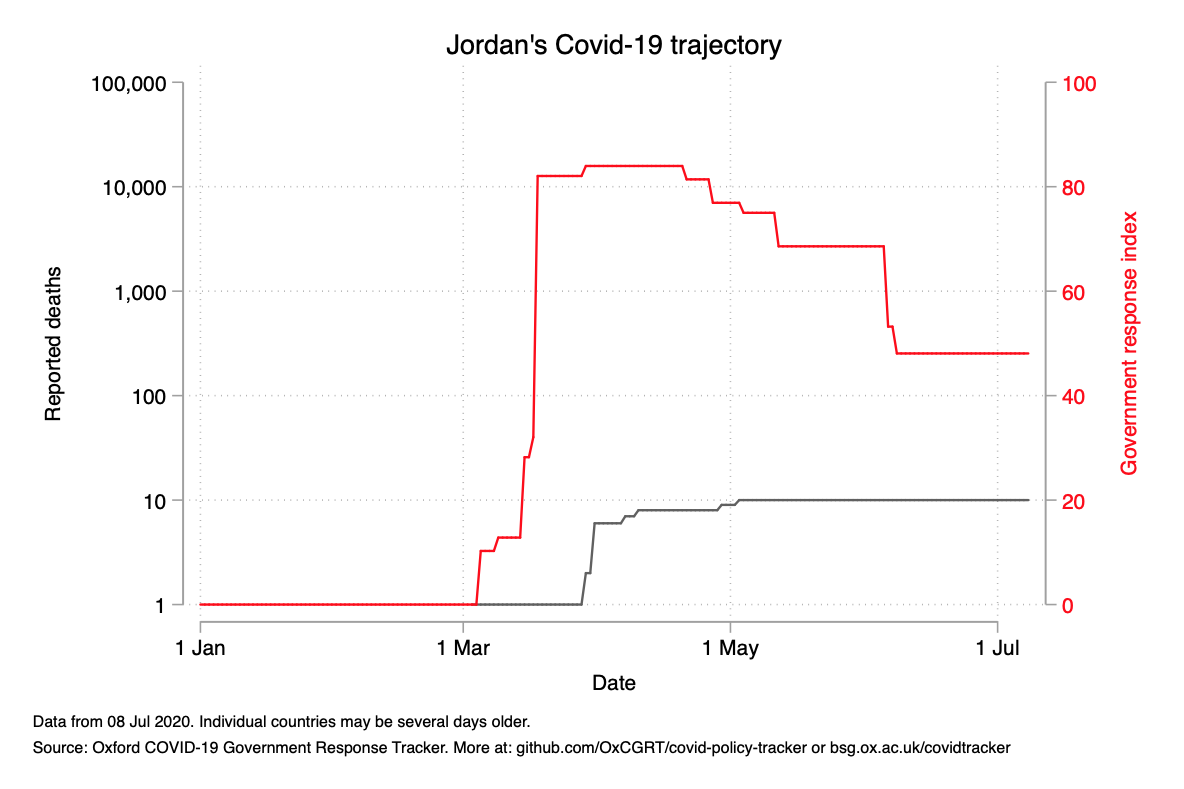 Jordan's Covid-19 trajectory
100,000
10,000
1,000
100
10
1
Reported deaths
100
80
60
40
20
0
Government response index
1 Jan
1 Mar
1 May
1 Jul
Date
Data from 08 Jul 2020. Individual countries may be several days older.
Source: Oxford COVID-19 Government Response Tracker. More at: github.com/OxCGRT/covid-policy-tracker or bsg.ox.ac.uk/covidtracker